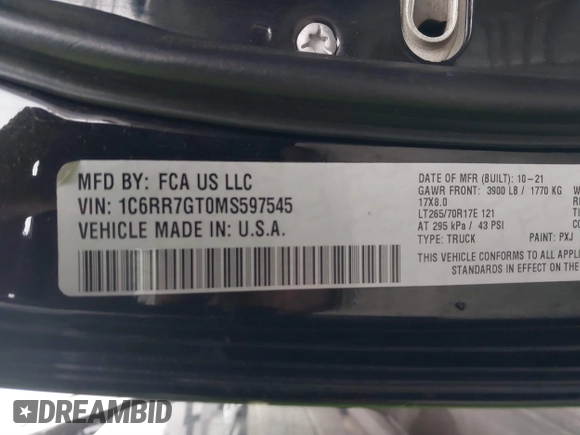 MFD BY: FCA US LLC
VIN: 1C6RR7GT0MS597545
VEHICLE MADE IN: U.S.A.
DATE OF MFR (BUILT): 10-21
GAWR FRONT: 3900 LB / 1770 KG
17X8.0
LT265/70R17E 121
AT 295 kPa / 43 PSI
TYPE: TRUCK PAINT: PXJ
THIS VEHICLE CONFORMS TO ALL APPL
STANDARDS IN EFFECT ON THE
DREAMBID